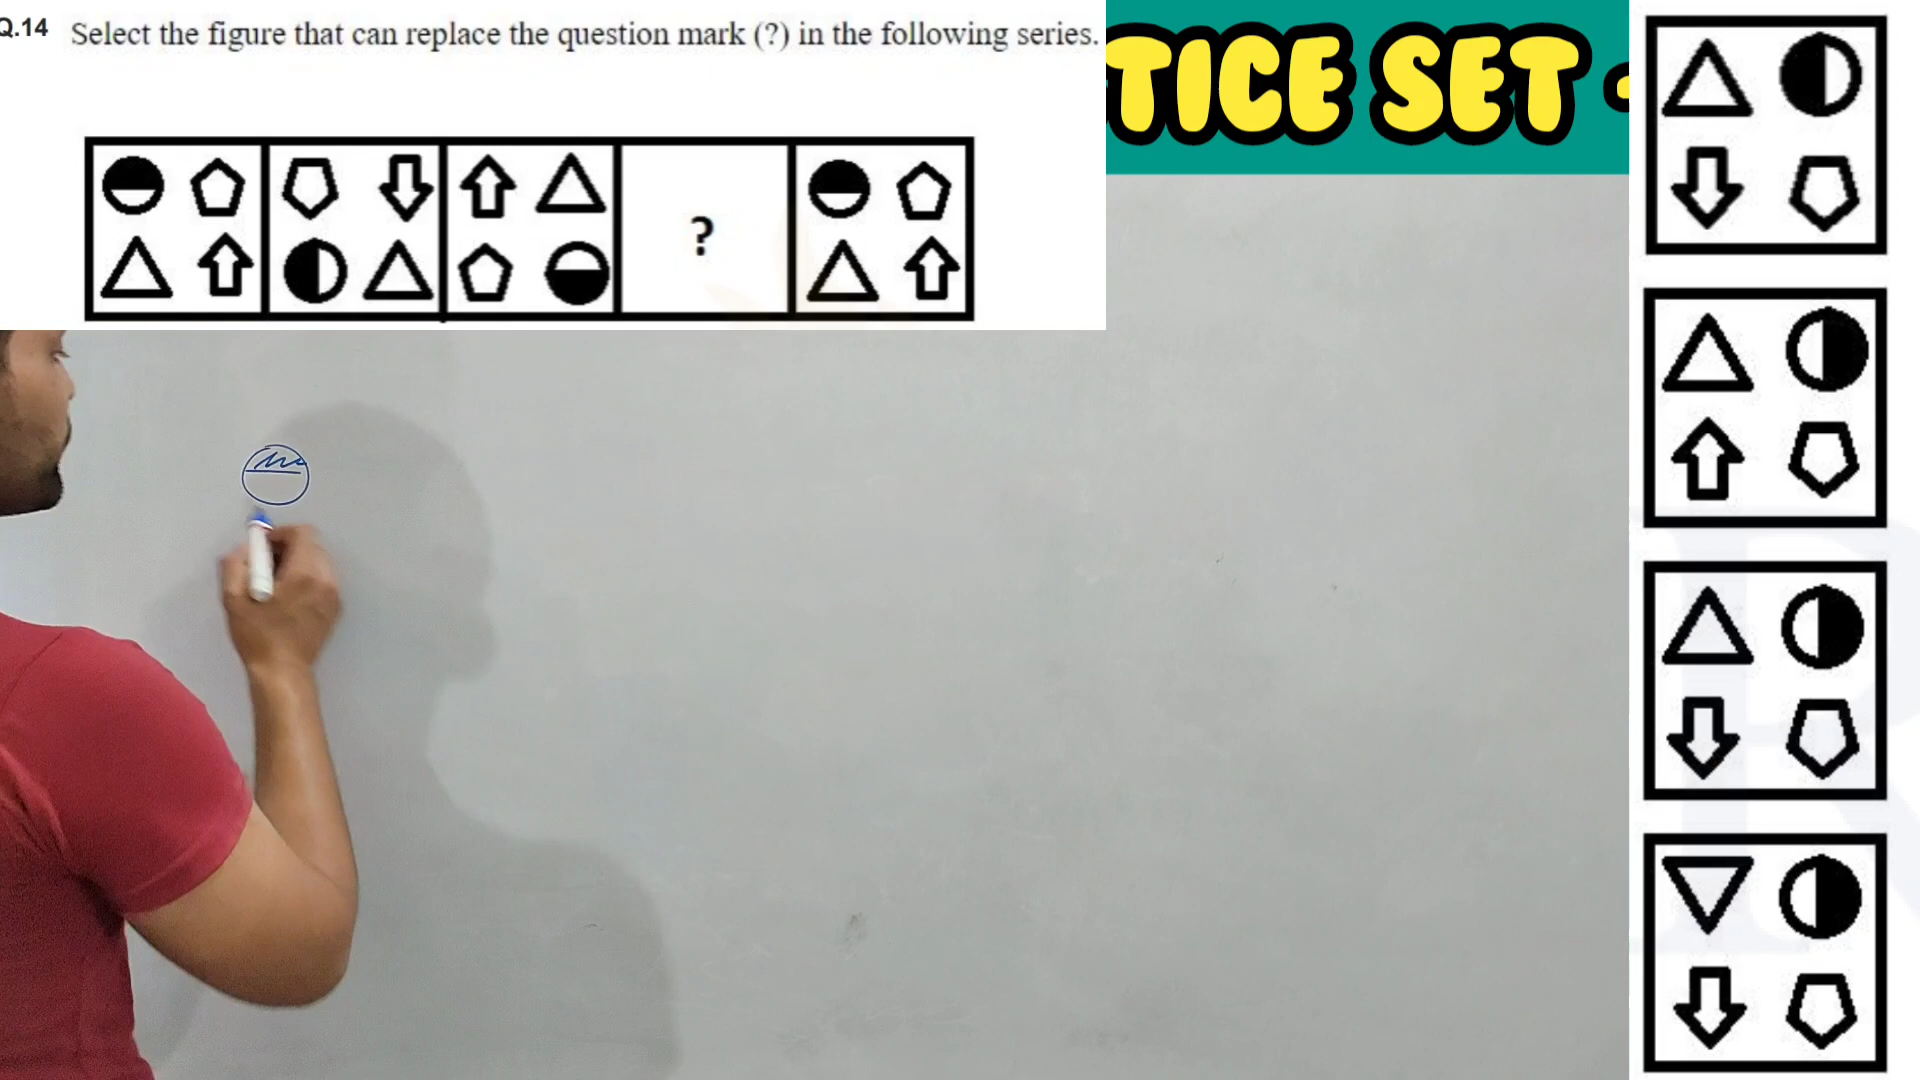 Q.14 Select the figure that can replace the question mark (?) in the following series.
TICE SET -
?